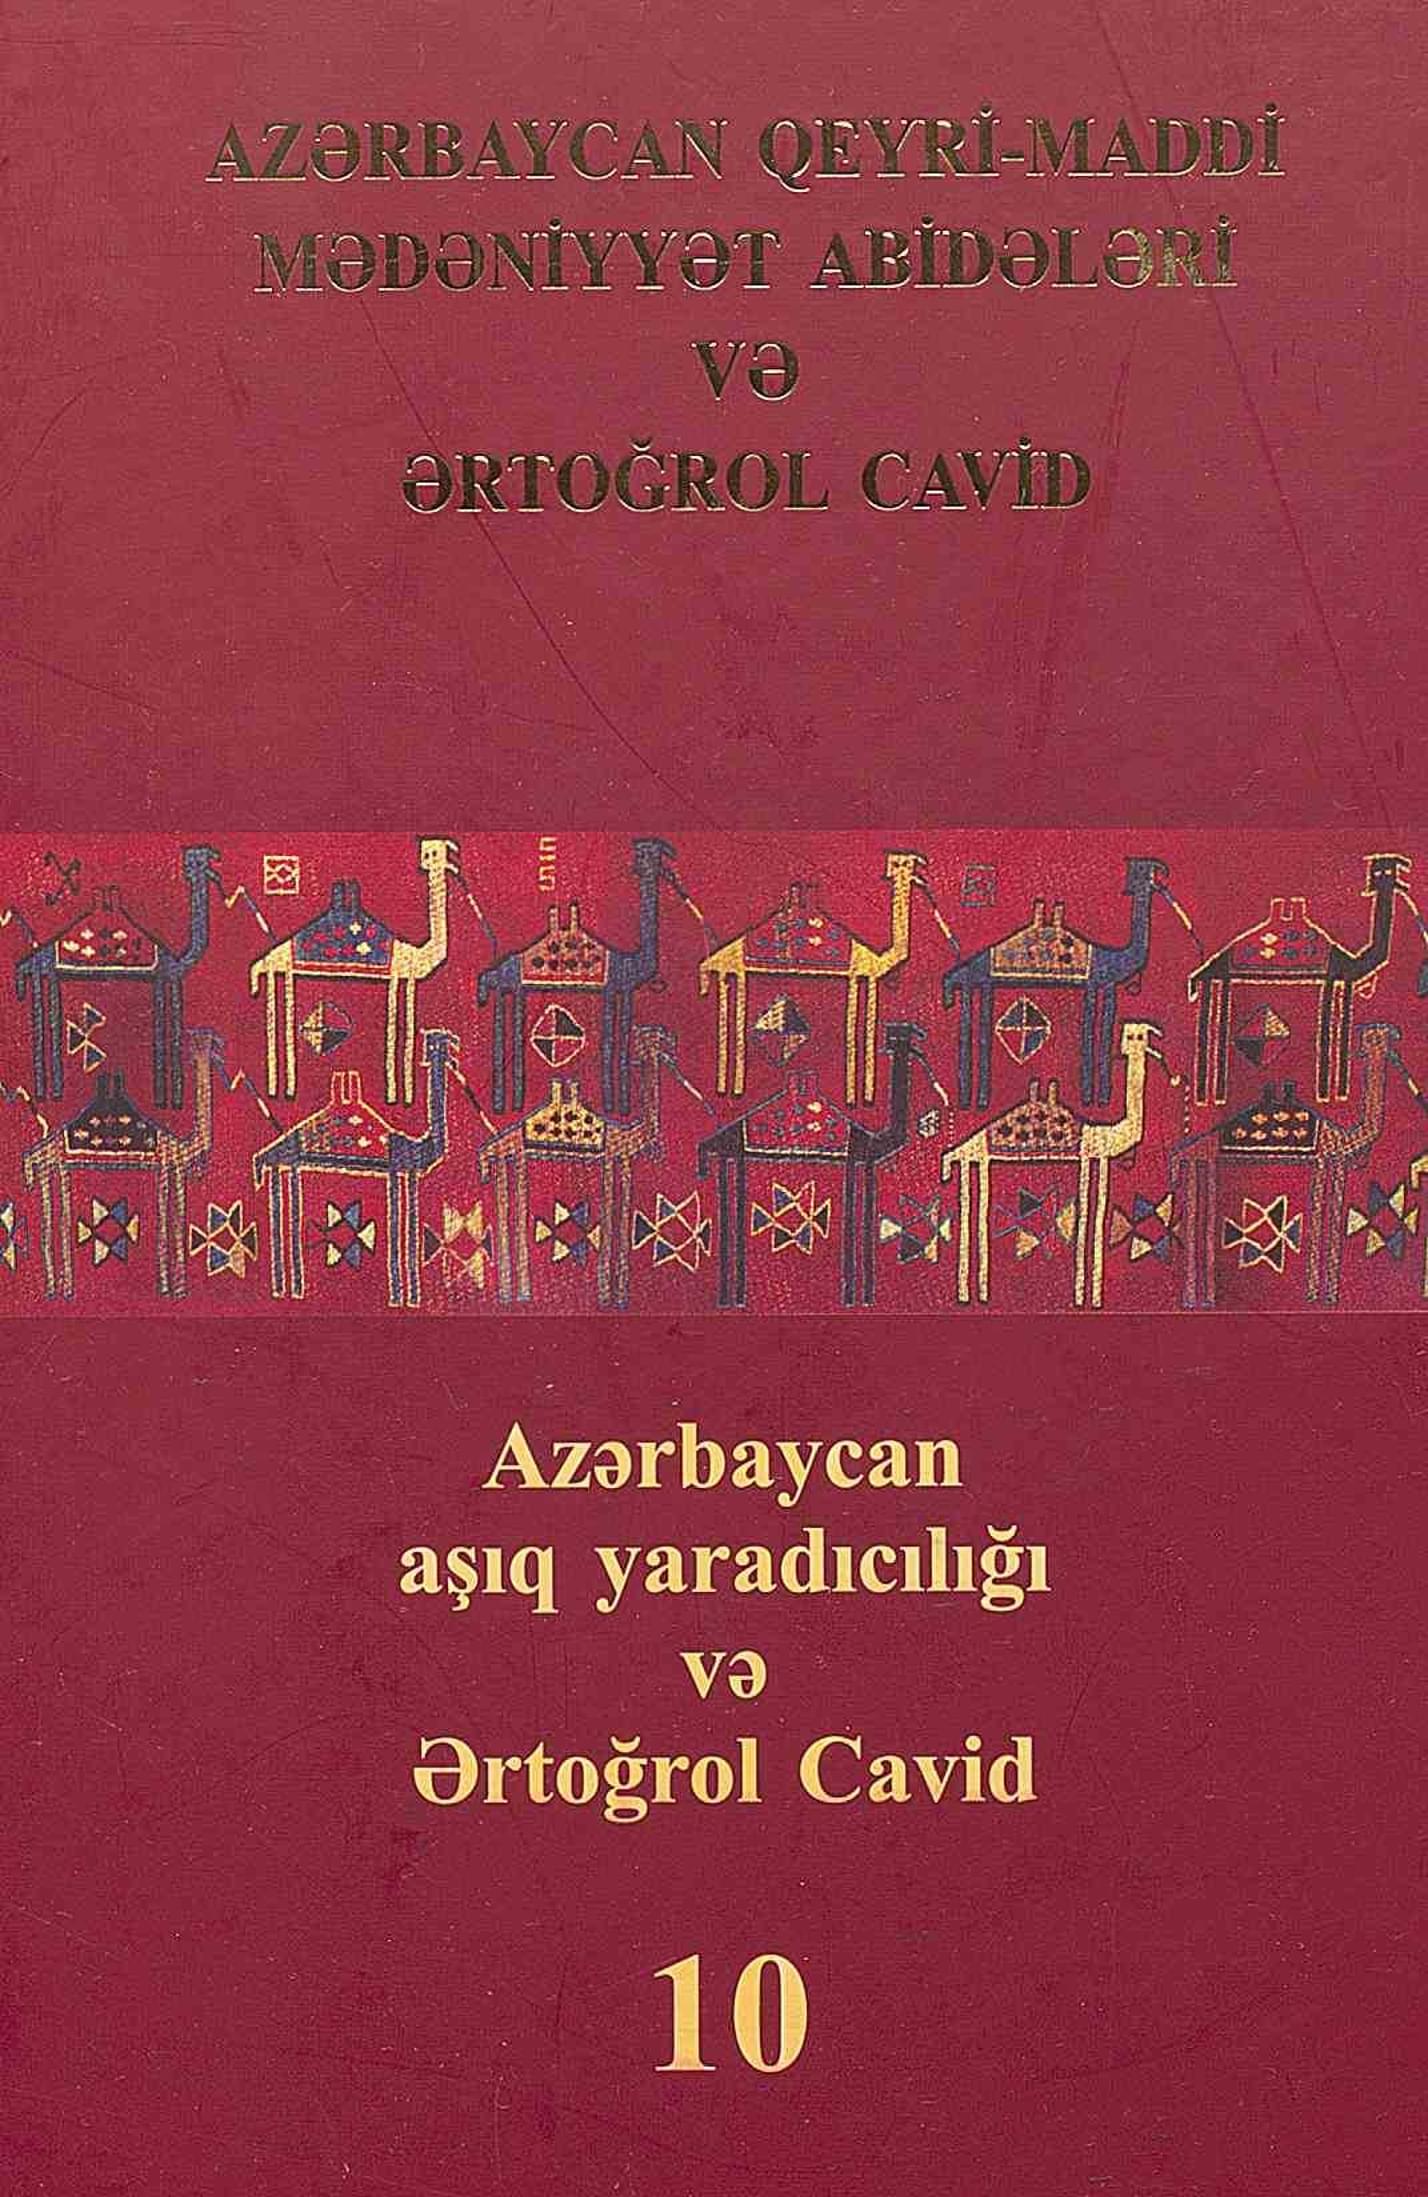 AZƏRBAYCAN QEYRİ-MADDİ
MƏDƏNİYYƏT ABİDƏLƏRİ
VƏ
ƏRTOĞROL CAVİD
Azərbaycan
aşıq yaradıcılığı
və
Ərtoğrol Cavid
10